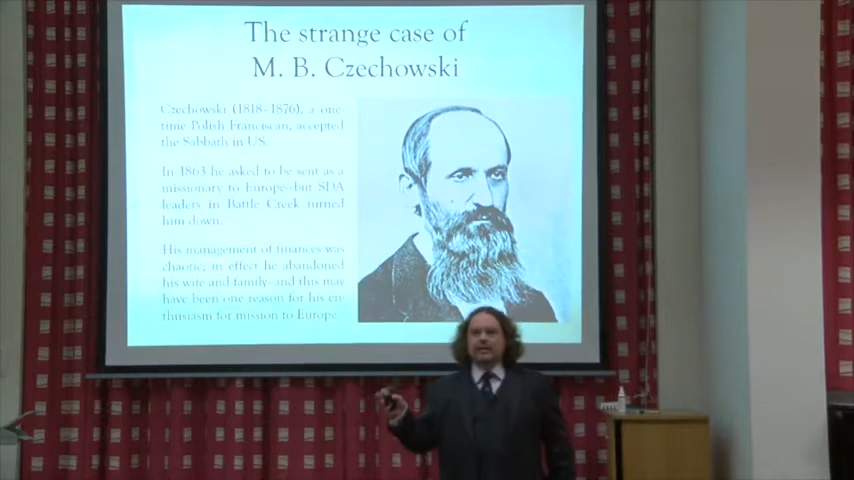 The strange case of
M. B. Czechowski
Czechowski (1818–1876), a one-
time Polish Franciscan, accepted
the Sabbath in US.
In 1863 he asked to be sent as a
missionary to Europe–but SDA
leaders in Battle Creek turned
him down.
His management of finances was
chaotic; in effect he abandoned
his wife and family–and this may
have been one reason for his en-
thusiasm for mission to Europe.